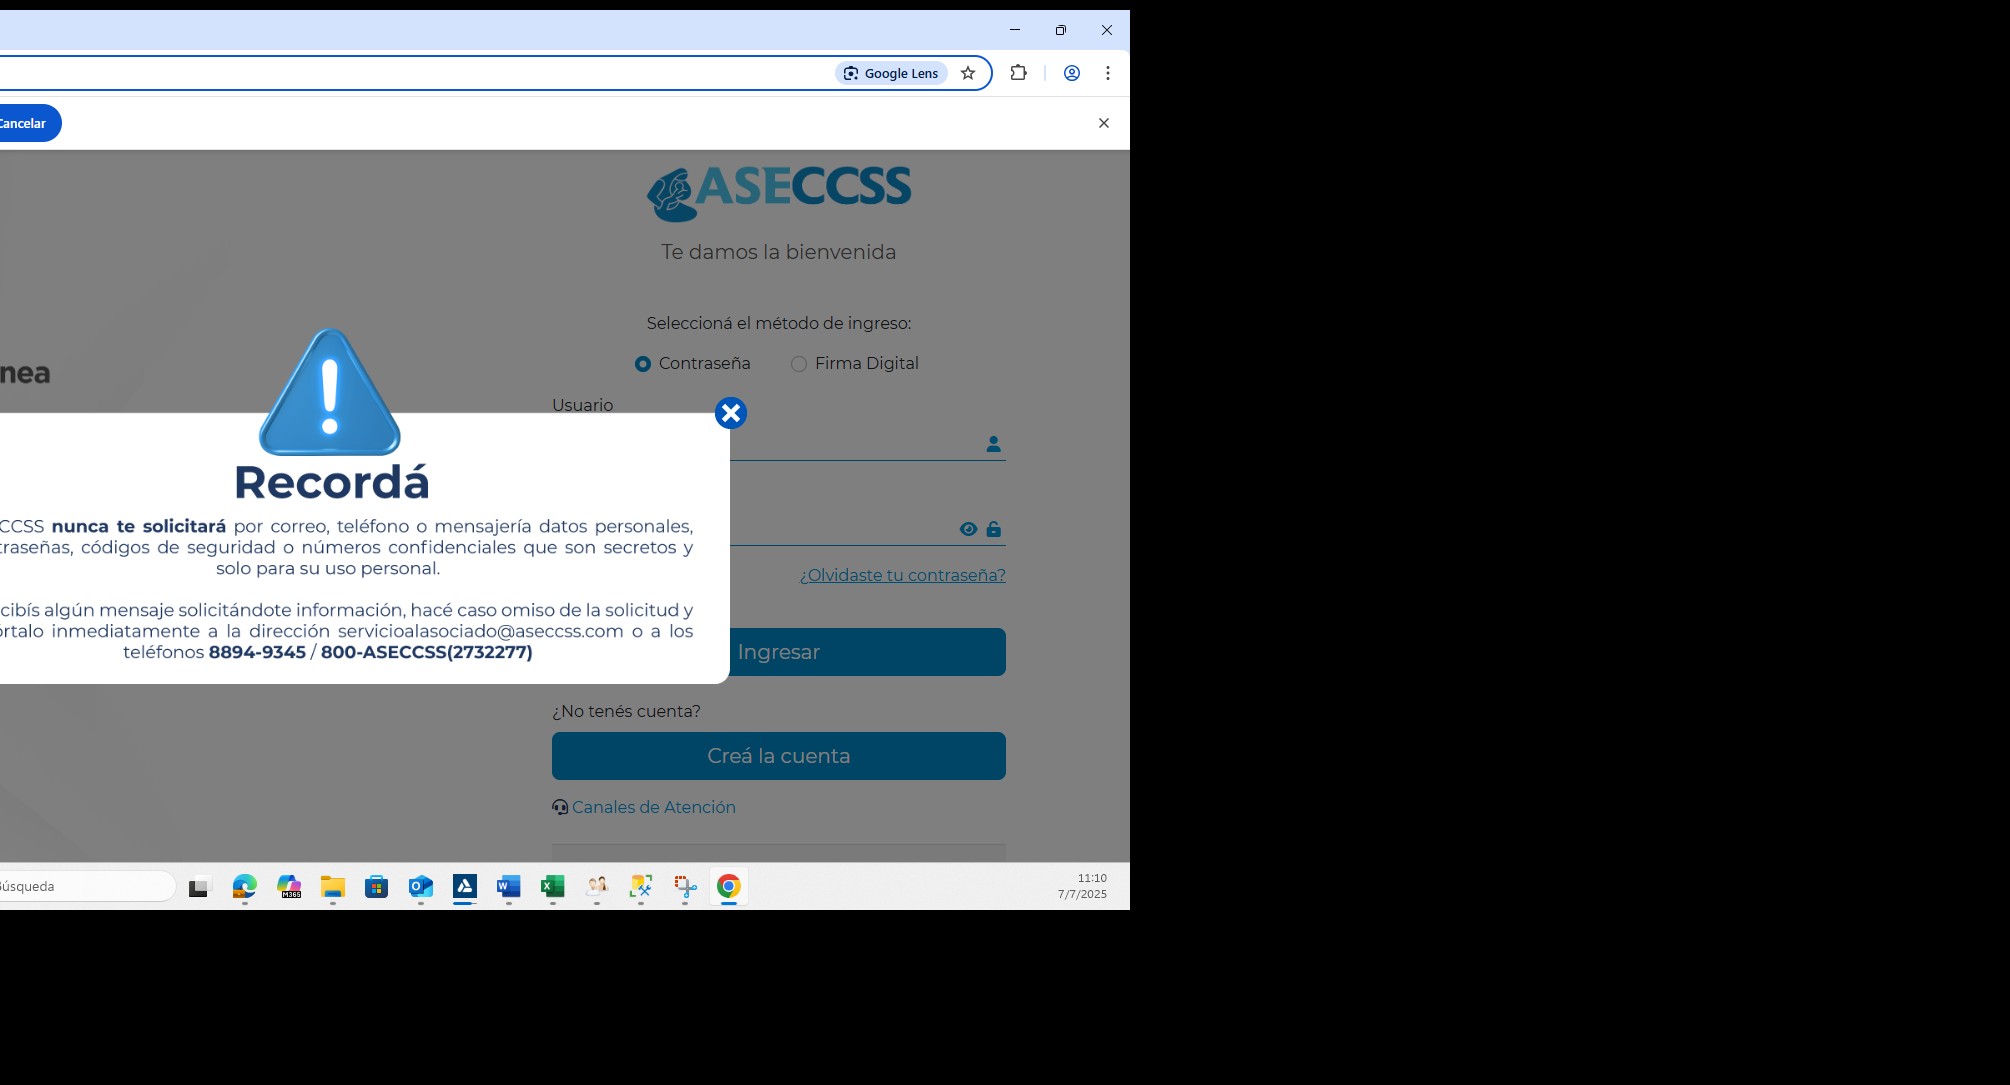 Google Lens
Cancelar
ASECCSS
Te damos la bienvenida
Seleccioná el método de ingreso:
Contraseña
Firma Digital
nea
Usuario
Recordá
CCSS nunca te solicitará por correo, teléfono o mensajería datos personales,
traseñas, códigos de seguridad o números confidenciales que son secretos y
solo para su uso personal.
¿Olvidaste tu contraseña?
cibís algún mensaje solicitándote información, hacé caso omiso de la solicitud y
órtalo inmediatamente a la dirección servicioalasociado@aseccss.com o a los
teléfonos 8894-9345 / 800-ASECCSS(2732277)
Ingresar
¿No tenés cuenta?
Creá la cuenta
Canales de Atención
Búsqueda
M365
11:10
7/7/2025